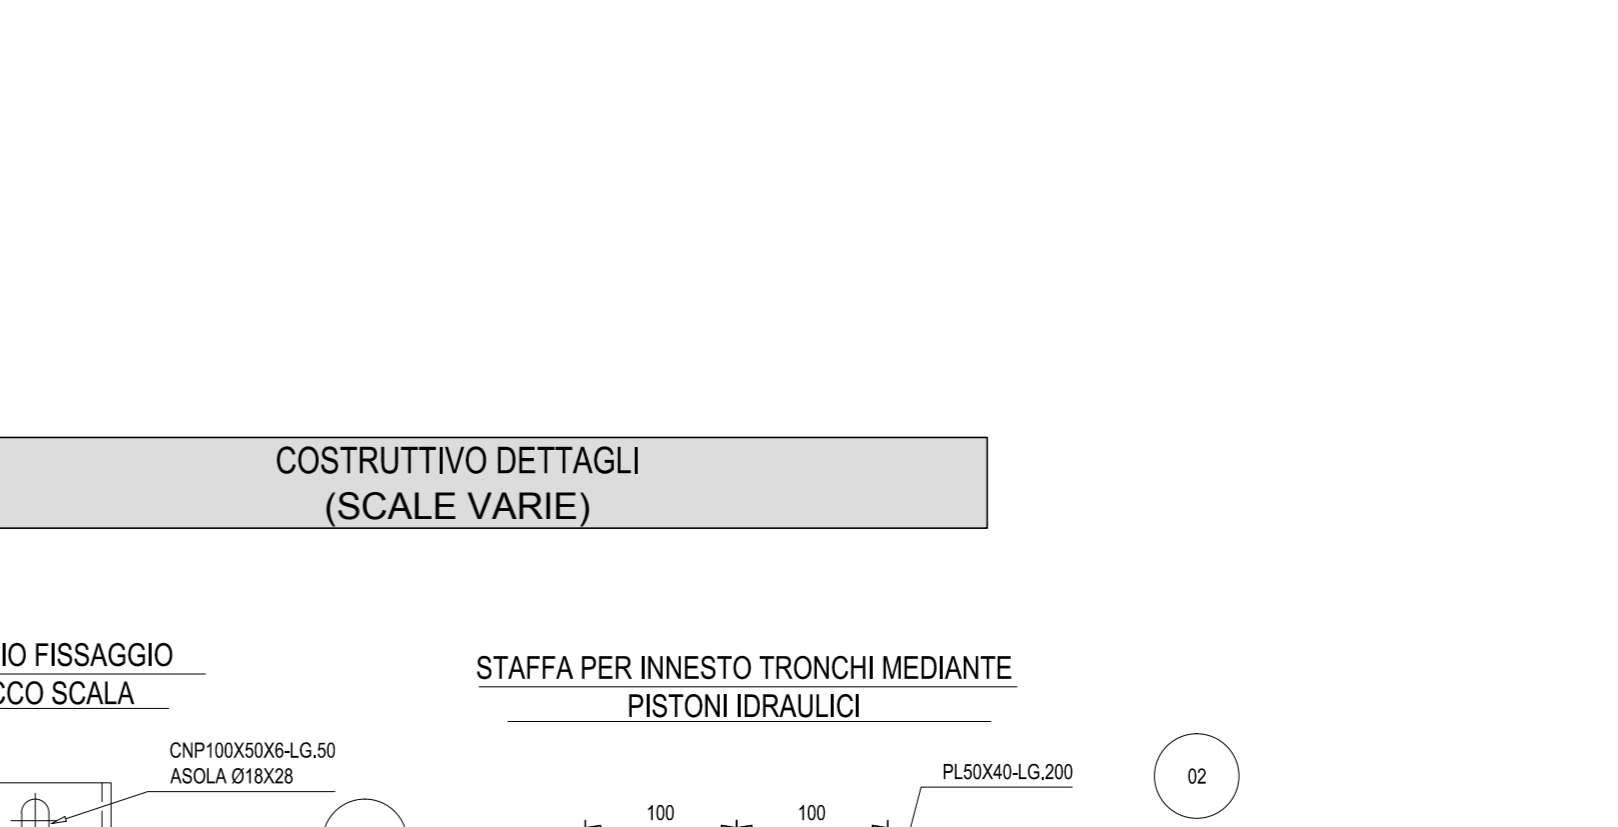 COSTRUTTIVO DETTAGLI
(SCALE VARIE)
IO FISSAGGIO
CCO SCALA
CNP100X50X6-LG.50
ASOLA Ø18X28
STAFFA PER INNESTO TRONCHI MEDIANTE
PISTONI IDRAULICI
PL50X40-LG.200
02
100
100